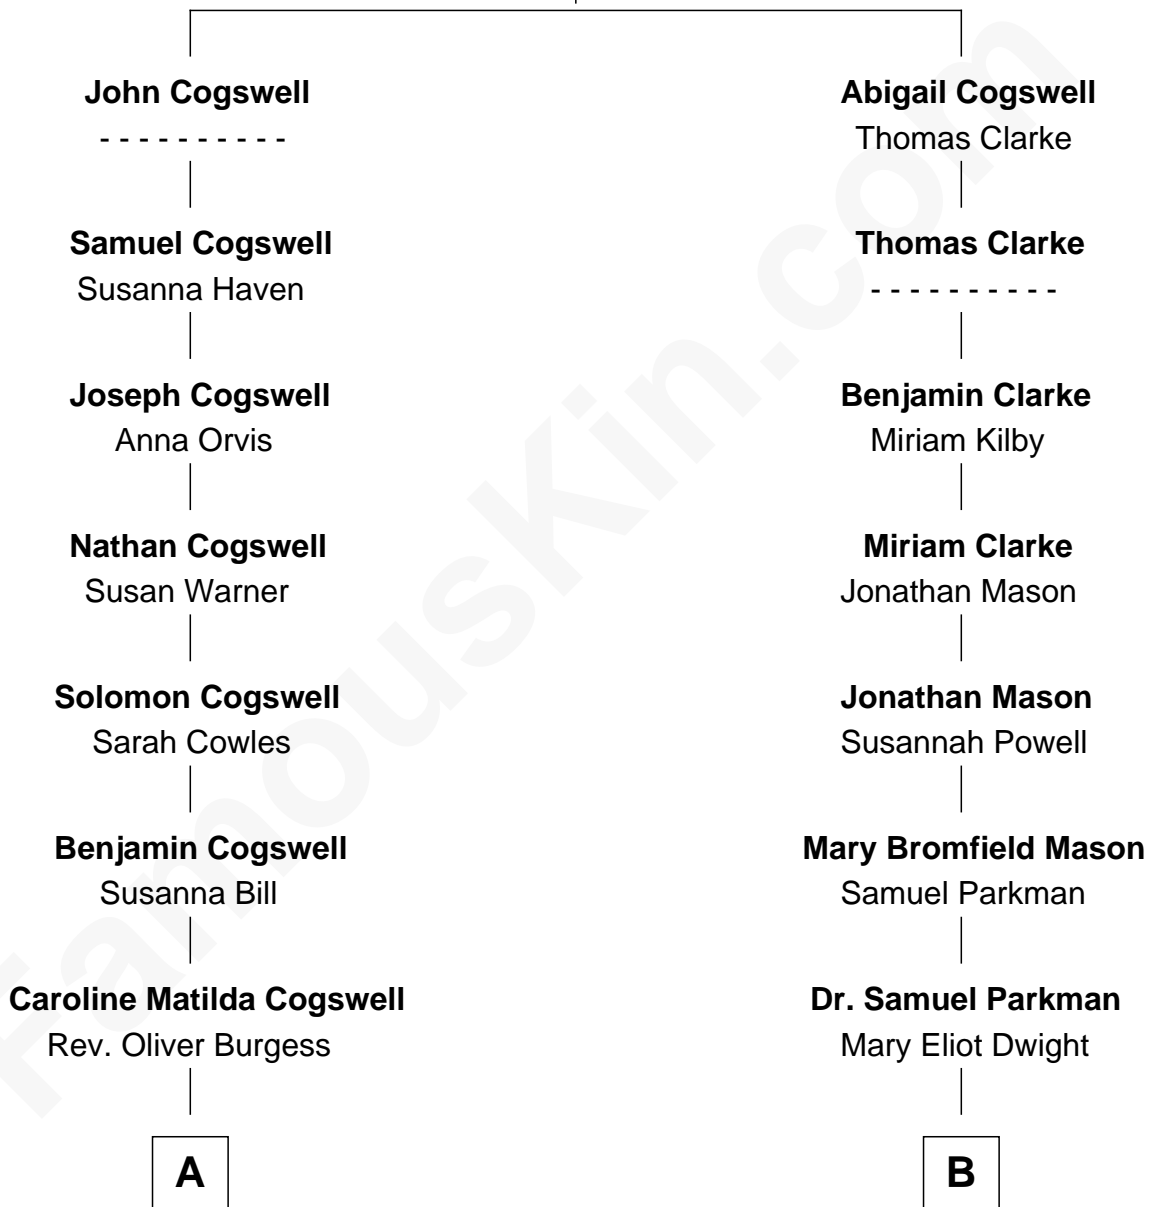 John Cogswell
- - - - - - - - - -
Samuel Cogswell
Susanna Haven
Joseph Cogswell
Anna Orvis
Nathan Cogswell
Susan Warner
Solomon Cogswell
Sarah Cowles
Benjamin Cogswell
Susanna Bill
Caroline Matilda Cogswell
Rev. Oliver Burgess
A
Abigail Cogswell
Thomas Clarke
Thomas Clarke
- - - - - - - - - -
Benjamin Clarke
Miriam Kilby
Miriam Clarke
Jonathan Mason
Jonathan Mason
Susannah Powell
Mary Bromfield Mason
Samuel Parkman
Dr. Samuel Parkman
Mary Eliot Dwight
B
FamousKin.com